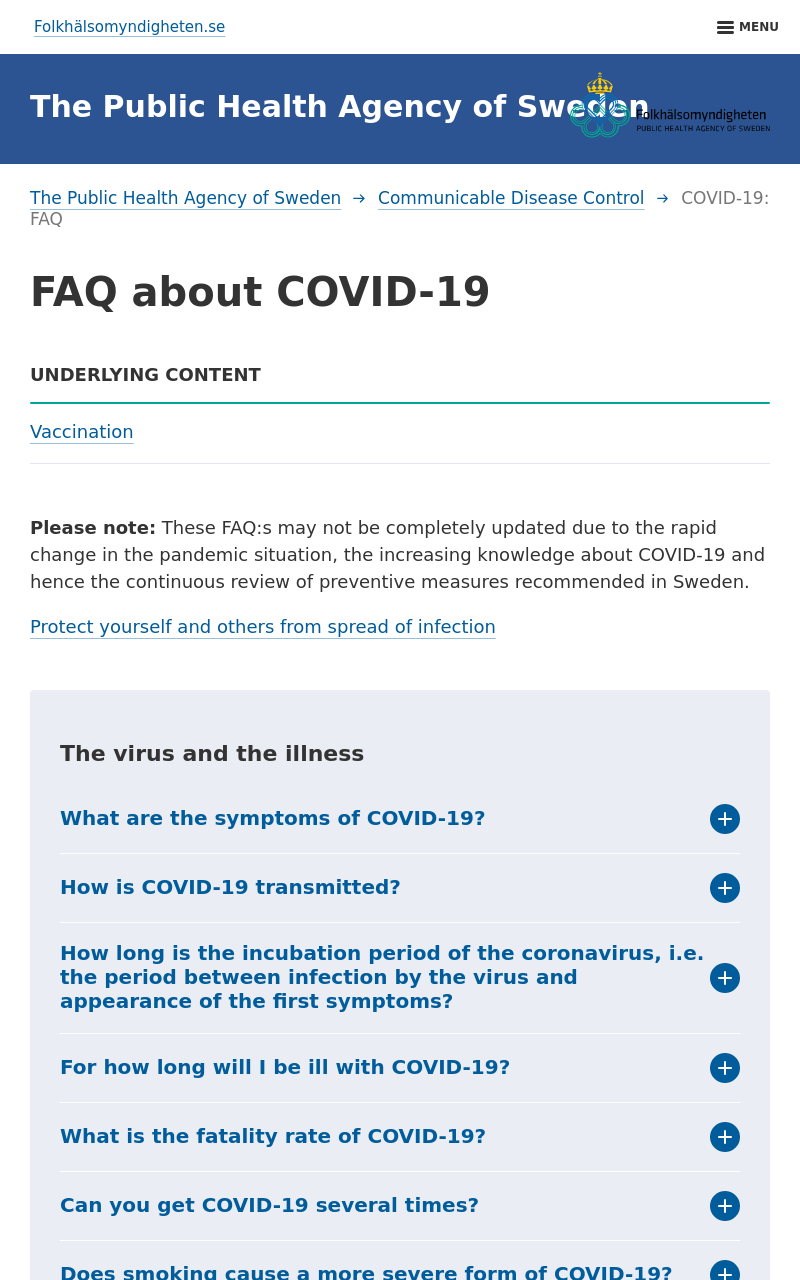 Folkhälsomyndigheten.se
MENU
The Public Health Agency of Sweden
Folkhälsomyndigheten
PUBLIC HEALTH AGENCY OF SWEDEN
The Public Health Agency of Sweden → Communicable Disease Control → COVID-19:
FAQ
FAQ about COVID-19
UNDERLYING CONTENT
Vaccination
Please note: These FAQ:s may not be completely updated due to the rapid
change in the pandemic situation, the increasing knowledge about COVID-19 and
hence the continuous review of preventive measures recommended in Sweden.
Protect yourself and others from spread of infection
The virus and the illness
What are the symptoms of COVID-19?
How is COVID-19 transmitted?
How long is the incubation period of the coronavirus, i.e.
the period between infection by the virus and
appearance of the first symptoms?
For how long will I be ill with COVID-19?
What is the fatality rate of COVID-19?
Can you get COVID-19 several times?
Does smoking cause a more severe form of COVID-19?